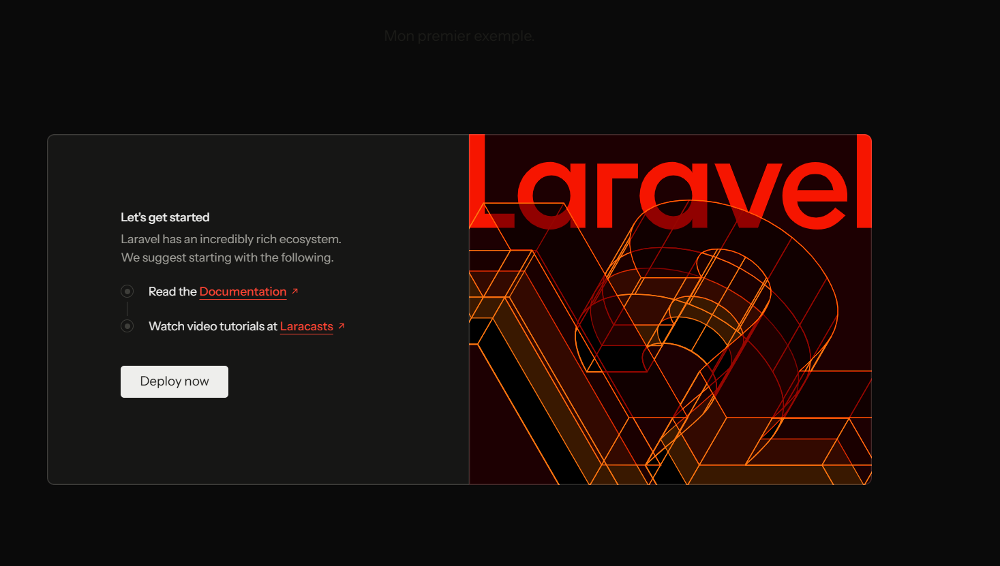 Mon premier exemple.
Laravel
Let's get started
Laravel has an incredibly rich ecosystem.
We suggest starting with the following.
Read the Documentation
Watch video tutorials at Laracasts
Deploy now